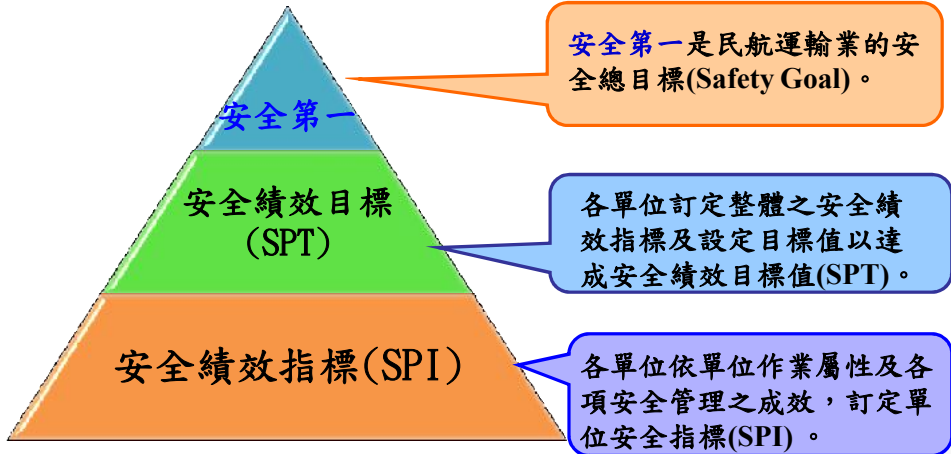 安全第一
安全第一是民航運輸業的安
全總目標(Safety Goal)。
安全績效目標
(SPT)
各單位訂定整體之安全績
效指標及設定目標值以達
成安全績效目標值(SPT)。
安全績效指標(SPI)
各單位依單位作業屬性及各
項安全管理之成效，訂定單
位安全指標(SPI) 。